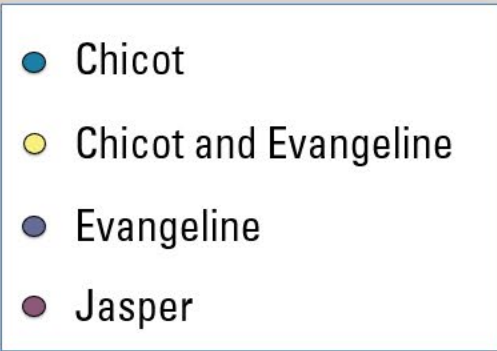 Chicot
Chicot and Evangeline
Evangeline
Jasper